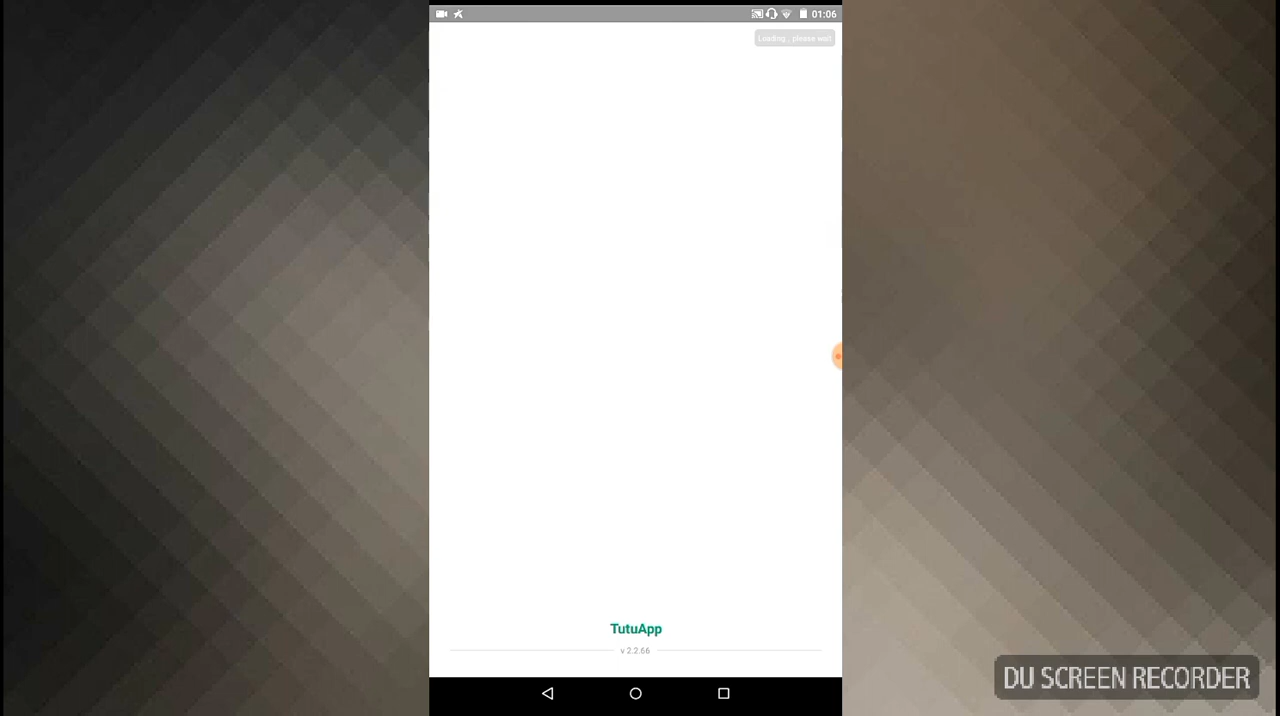 01:06
Loading , please wait
TutuApp
v 2.2.66
DU SCREEN RECORDER